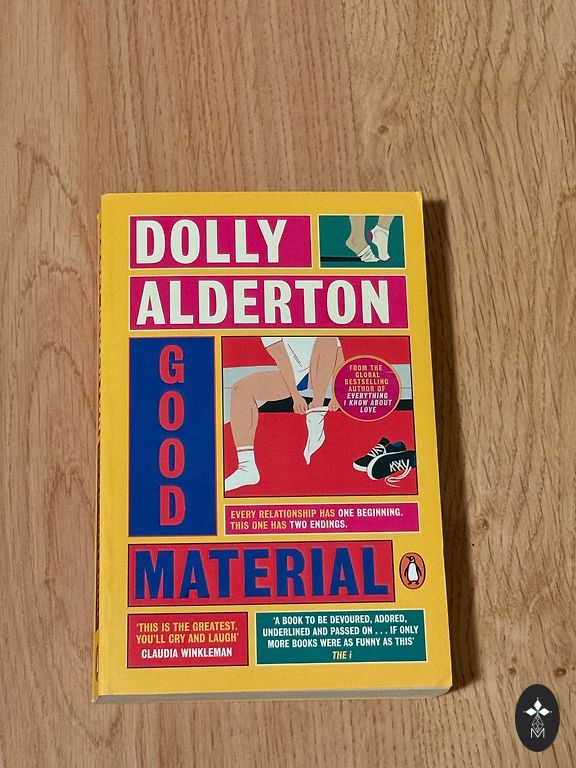 DOLLY
ALDERTON
GOOD
FROM THE
GLOBAL
BESTSELLING
AUTHOR OF
EVERYTHING
I KNOW ABOUT
LOVE
EVERY RELATIONSHIP HAS ONE BEGINNING.
THIS ONE HAS TWO ENDINGS.
MATERIAL
'THIS IS THE GREATEST.
YOU'LL CRY AND LAUGH'
CLAUDIA WINKLEMAN
'A BOOK TO BE DEVOURED, ADORED,
UNDERLINED AND PASSED ON . . . IF ONLY
MORE BOOKS WERE AS FUNNY AS THIS'
THE i
M